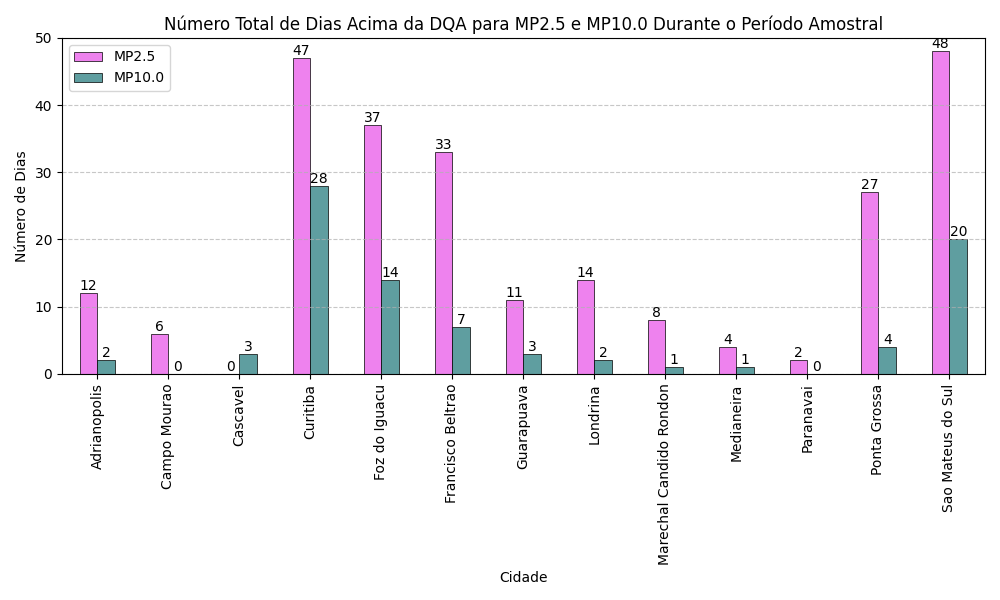 Número Total de Dias Acima da DQA para MP2.5 e MP10.0 Durante o Período Amostral
MP2.5
MP10.0
Número de Dias
50
40
30
20
10
0
12
2
6
0
0
3
47
28
37
14
33
7
11
3
14
2
8
1
4
1
2
0
27
4
48
20
Adrianopolis
Campo Mourao
Cascavel
Curitiba
Foz do Iguacu
Francisco Beltrao
Guarapuava
Londrina
Marechal Candido Rondon
Medianeira
Paranavai
Ponta Grossa
Sao Mateus do Sul
Cidade